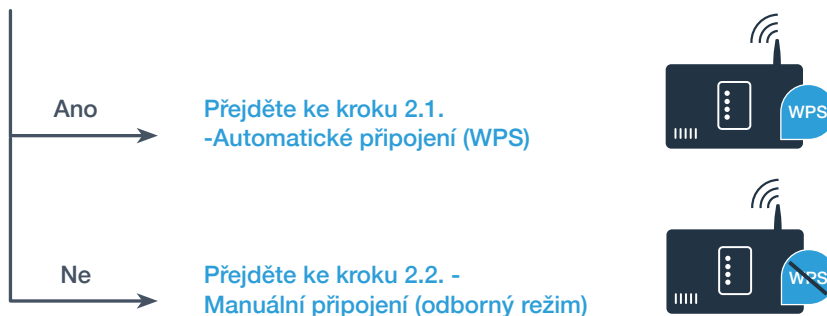 Ano
Přejděte ke kroku 2.1.
-Automatické připojení (WPS)
WPS
Ne
Přejděte ke kroku 2.2. -
Manuální připojení (odborný režim)
WPS